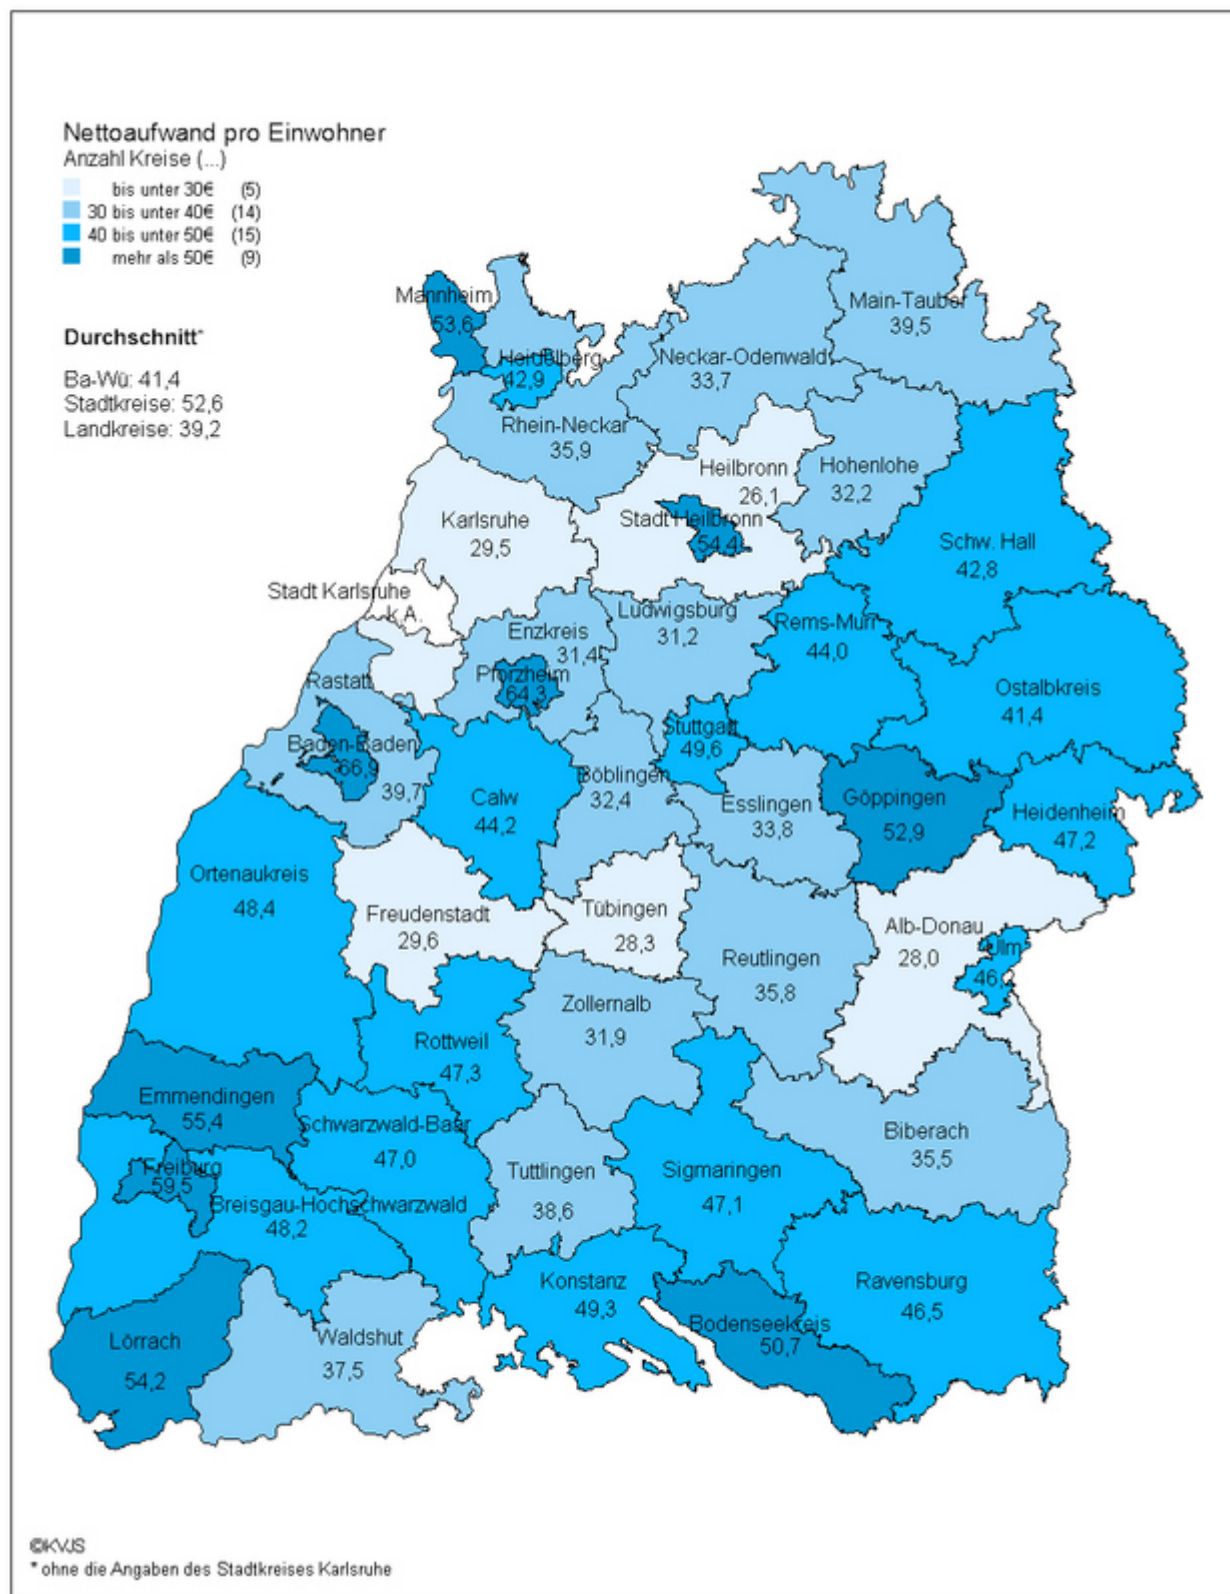 Nettoaufwand pro Einwohner
Anzahl Kreise (...)
bis unter 30€ (5)
30 bis unter 40€ (14)
40 bis unter 50€ (15)
mehr als 50€ (9)
Durchschnitt*
Ba-Wü: 41,4
Stadtkreise: 52,6
Landkreise: 39,2
Mannheim
53,6
Heidelberg
42,9
Rhein-Neckar
35,9
Neckar-Odenwald
33,7
Main-Tauber
39,5
Heilbronn
26,1
Stadt Heilbronn
54,4
Hohenlohe
32,2
Schw. Hall
42,8
Karlsruhe
29,5
Stadt Karlsruhe
k.A.
Enzkreis
31,4
Pforzheim
64,3
Ludwigsburg
31,2
Rems-Murr
44,0
Ostalbkreis
41,4
Rastatt
39,7
Baden-Baden
66,9
Calw
44,2
Böblingen
32,4
Stuttgart
49,6
Esslingen
33,8
Göppingen
52,9
Heidenheim
47,2
Ortenaukreis
48,4
Freudenstadt
29,6
Tübingen
28,3
Reutlingen
35,8
Alb-Donau
28,0
Ulm
Rottweil
47,3
Zollernalb
31,9
Emmendingen
55,4
Schwarzwald-Baar
47,0
Freiburg
59,5
Breisgau-Hochschwarzwald
48,2
Tuttlingen
38,6
Sigmaringen
47,1
Biberach
35,5
Lörrach
54,2
Waldshut
37,5
Konstanz
49,3
Bodenseekreis
50,7
Ravensburg
46,5
©KVJS
* ohne die Angaben des Stadtkreises Karlsruhe